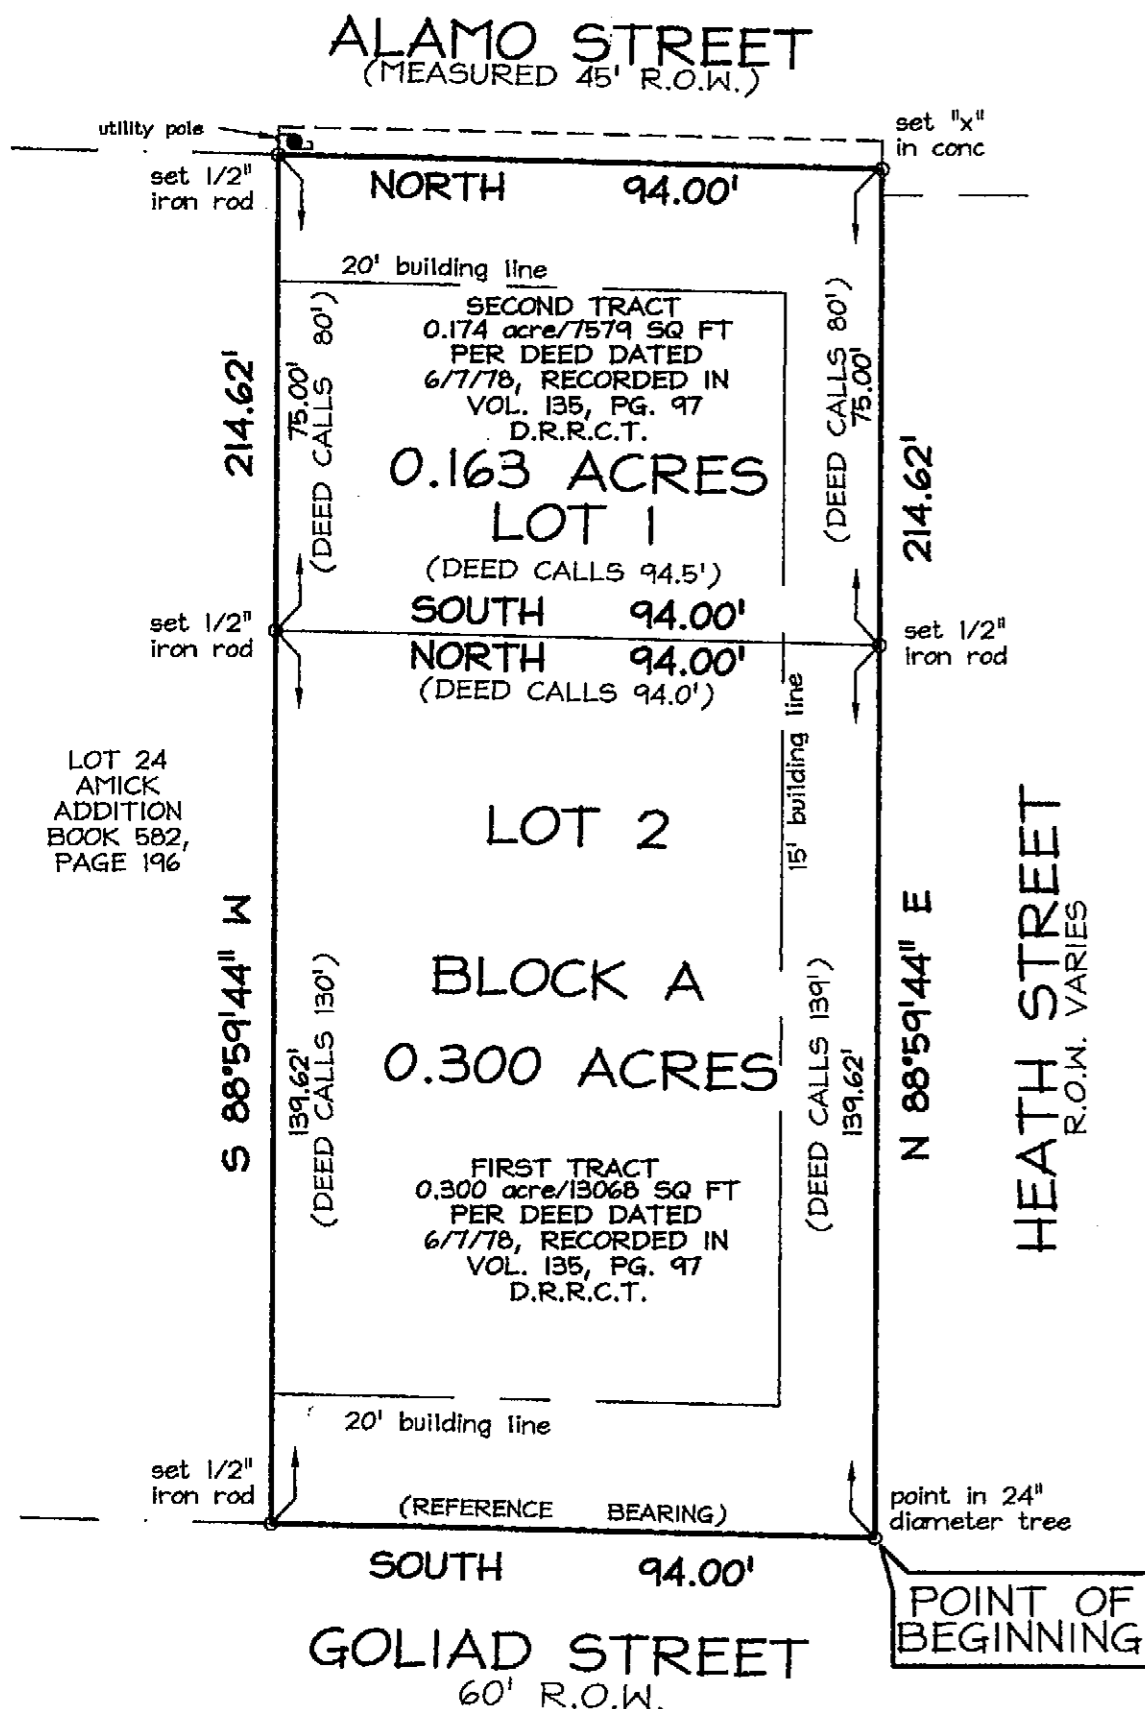 ALAMO STREET
(MEASURED 45' R.O.W.)
utility pole
set "x"
in conc
set 1/2"
iron rod
NORTH 94.00'
20' building line
SECOND TRACT
0.174 acre/7579 SQ FT
PER DEED DATED
6/7/78, RECORDED IN
VOL. 135, PG. 97
D.R.R.C.T.
0.163 ACRES
LOT 1
(DEED CALLS 94.5')
SOUTH 94.00'
214.62'
75.00'
(DEED CALLS 80')
(DEED CALLS 80')
75.00'
214.62'
set 1/2"
iron rod
set 1/2"
iron rod
NORTH 94.00'
(DEED CALLS 94.0')
15' building line
LOT 24
AMICK
ADDITION
BOOK 582,
PAGE 196
LOT 2
BLOCK A
0.300 ACRES
S 88°59'44" W
139.62'
(DEED CALLS 130')
(DEED CALLS 139')
139.62'
N 88°59'44" E
HEATH STREET
R.O.W. VARIES
FIRST TRACT
0.300 acre/13068 SQ FT
PER DEED DATED
6/7/78, RECORDED IN
VOL. 135, PG. 97
D.R.R.C.T.
20' building line
set 1/2"
iron rod
(REFERENCE BEARING)
point in 24"
diameter tree
SOUTH 94.00'
POINT OF
BEGINNING
GOLIAD STREET
60' R.O.W.